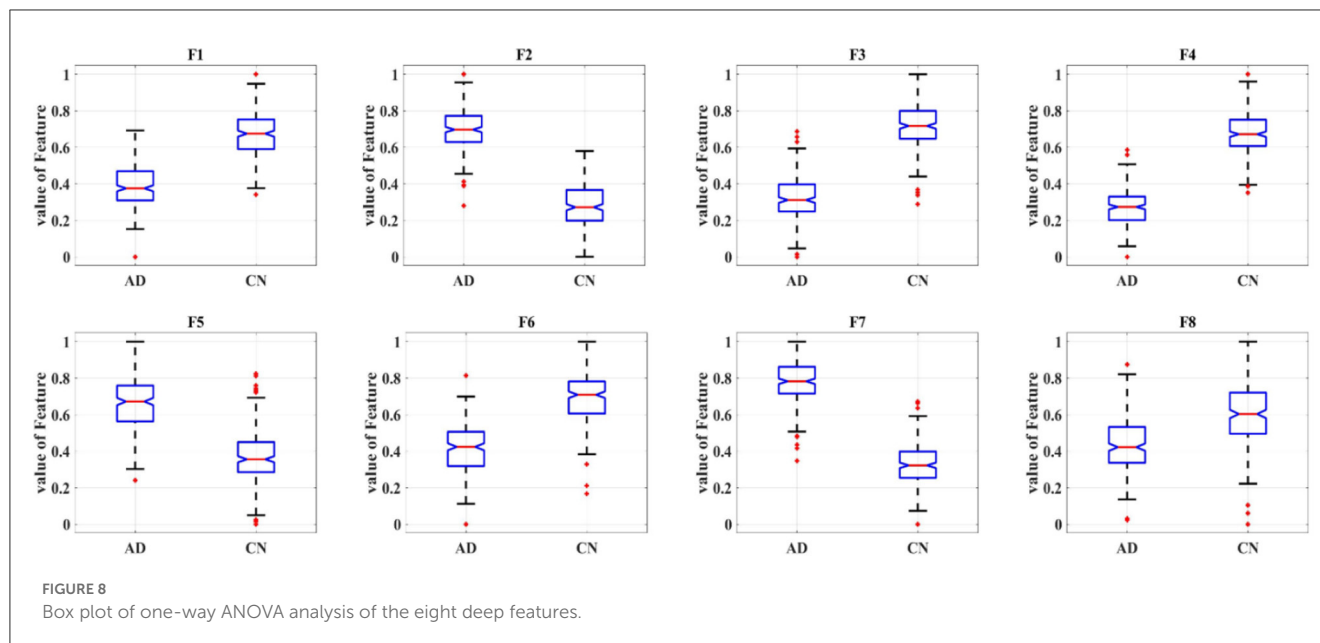 F1
F2
F3
F4
value of Feature
1
0.8
0.6
0.4
0.2
0
AD
CN
value of Feature
1
0.8
0.6
0.4
0.2
0
AD
CN
value of Feature
1
0.8
0.6
0.4
0.2
0
AD
CN
value of Feature
1
0.8
0.6
0.4
0.2
0
AD
CN
F5
F6
F7
F8
value of Feature
1
0.8
0.6
0.4
0.2
0
AD
CN
value of Feature
1
0.8
0.6
0.4
0.2
0
AD
CN
value of Feature
1
0.8
0.6
0.4
0.2
0
AD
CN
value of Feature
1
0.8
0.6
0.4
0.2
0
AD
CN
FIGURE 8
Box plot of one-way ANOVA analysis of the eight deep features.